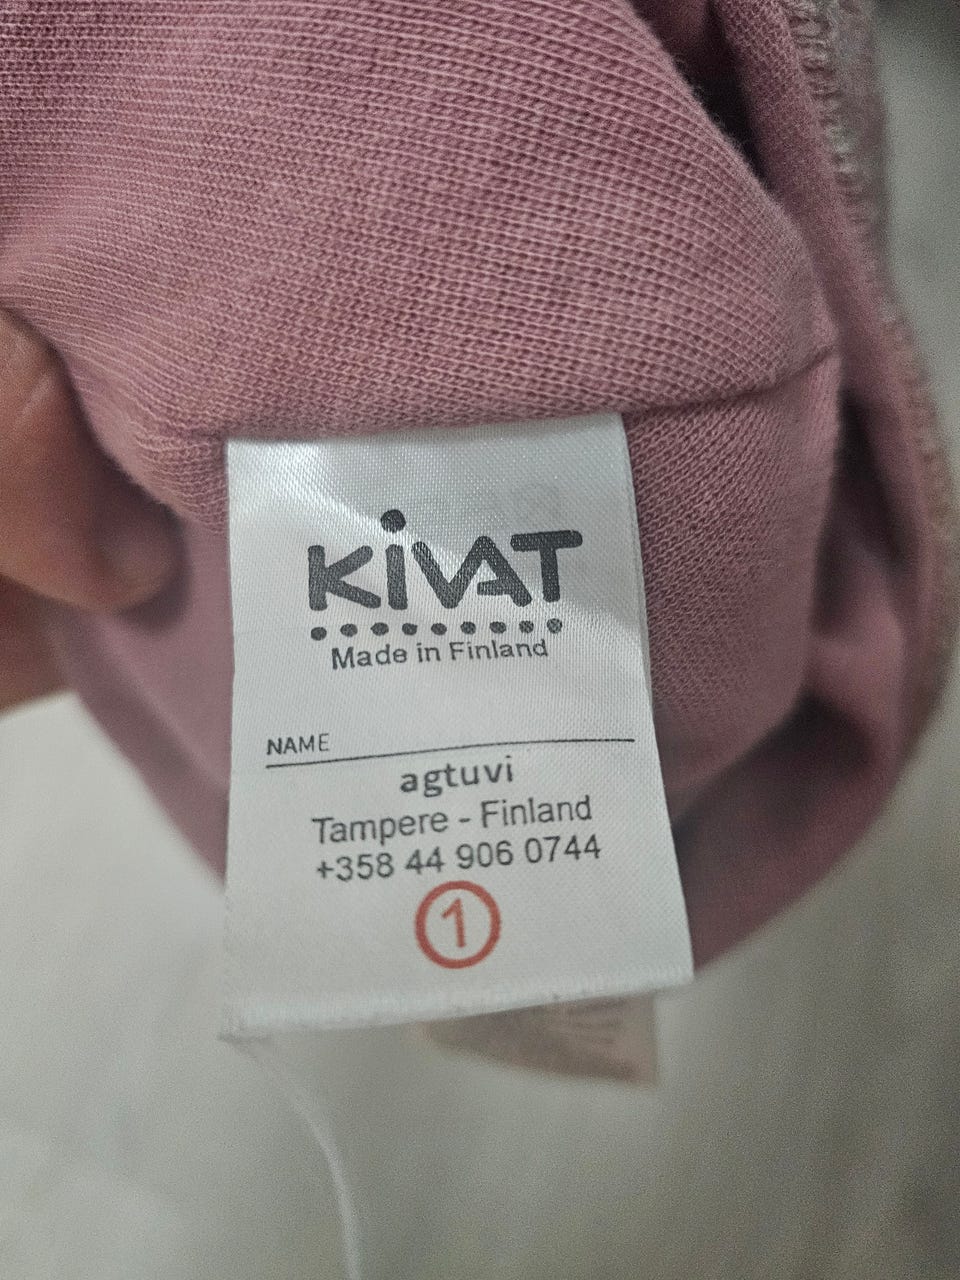 KIVAT
Made in Finland
NAME
agtuvi
Tampere - Finland
+358 44 906 0744
1